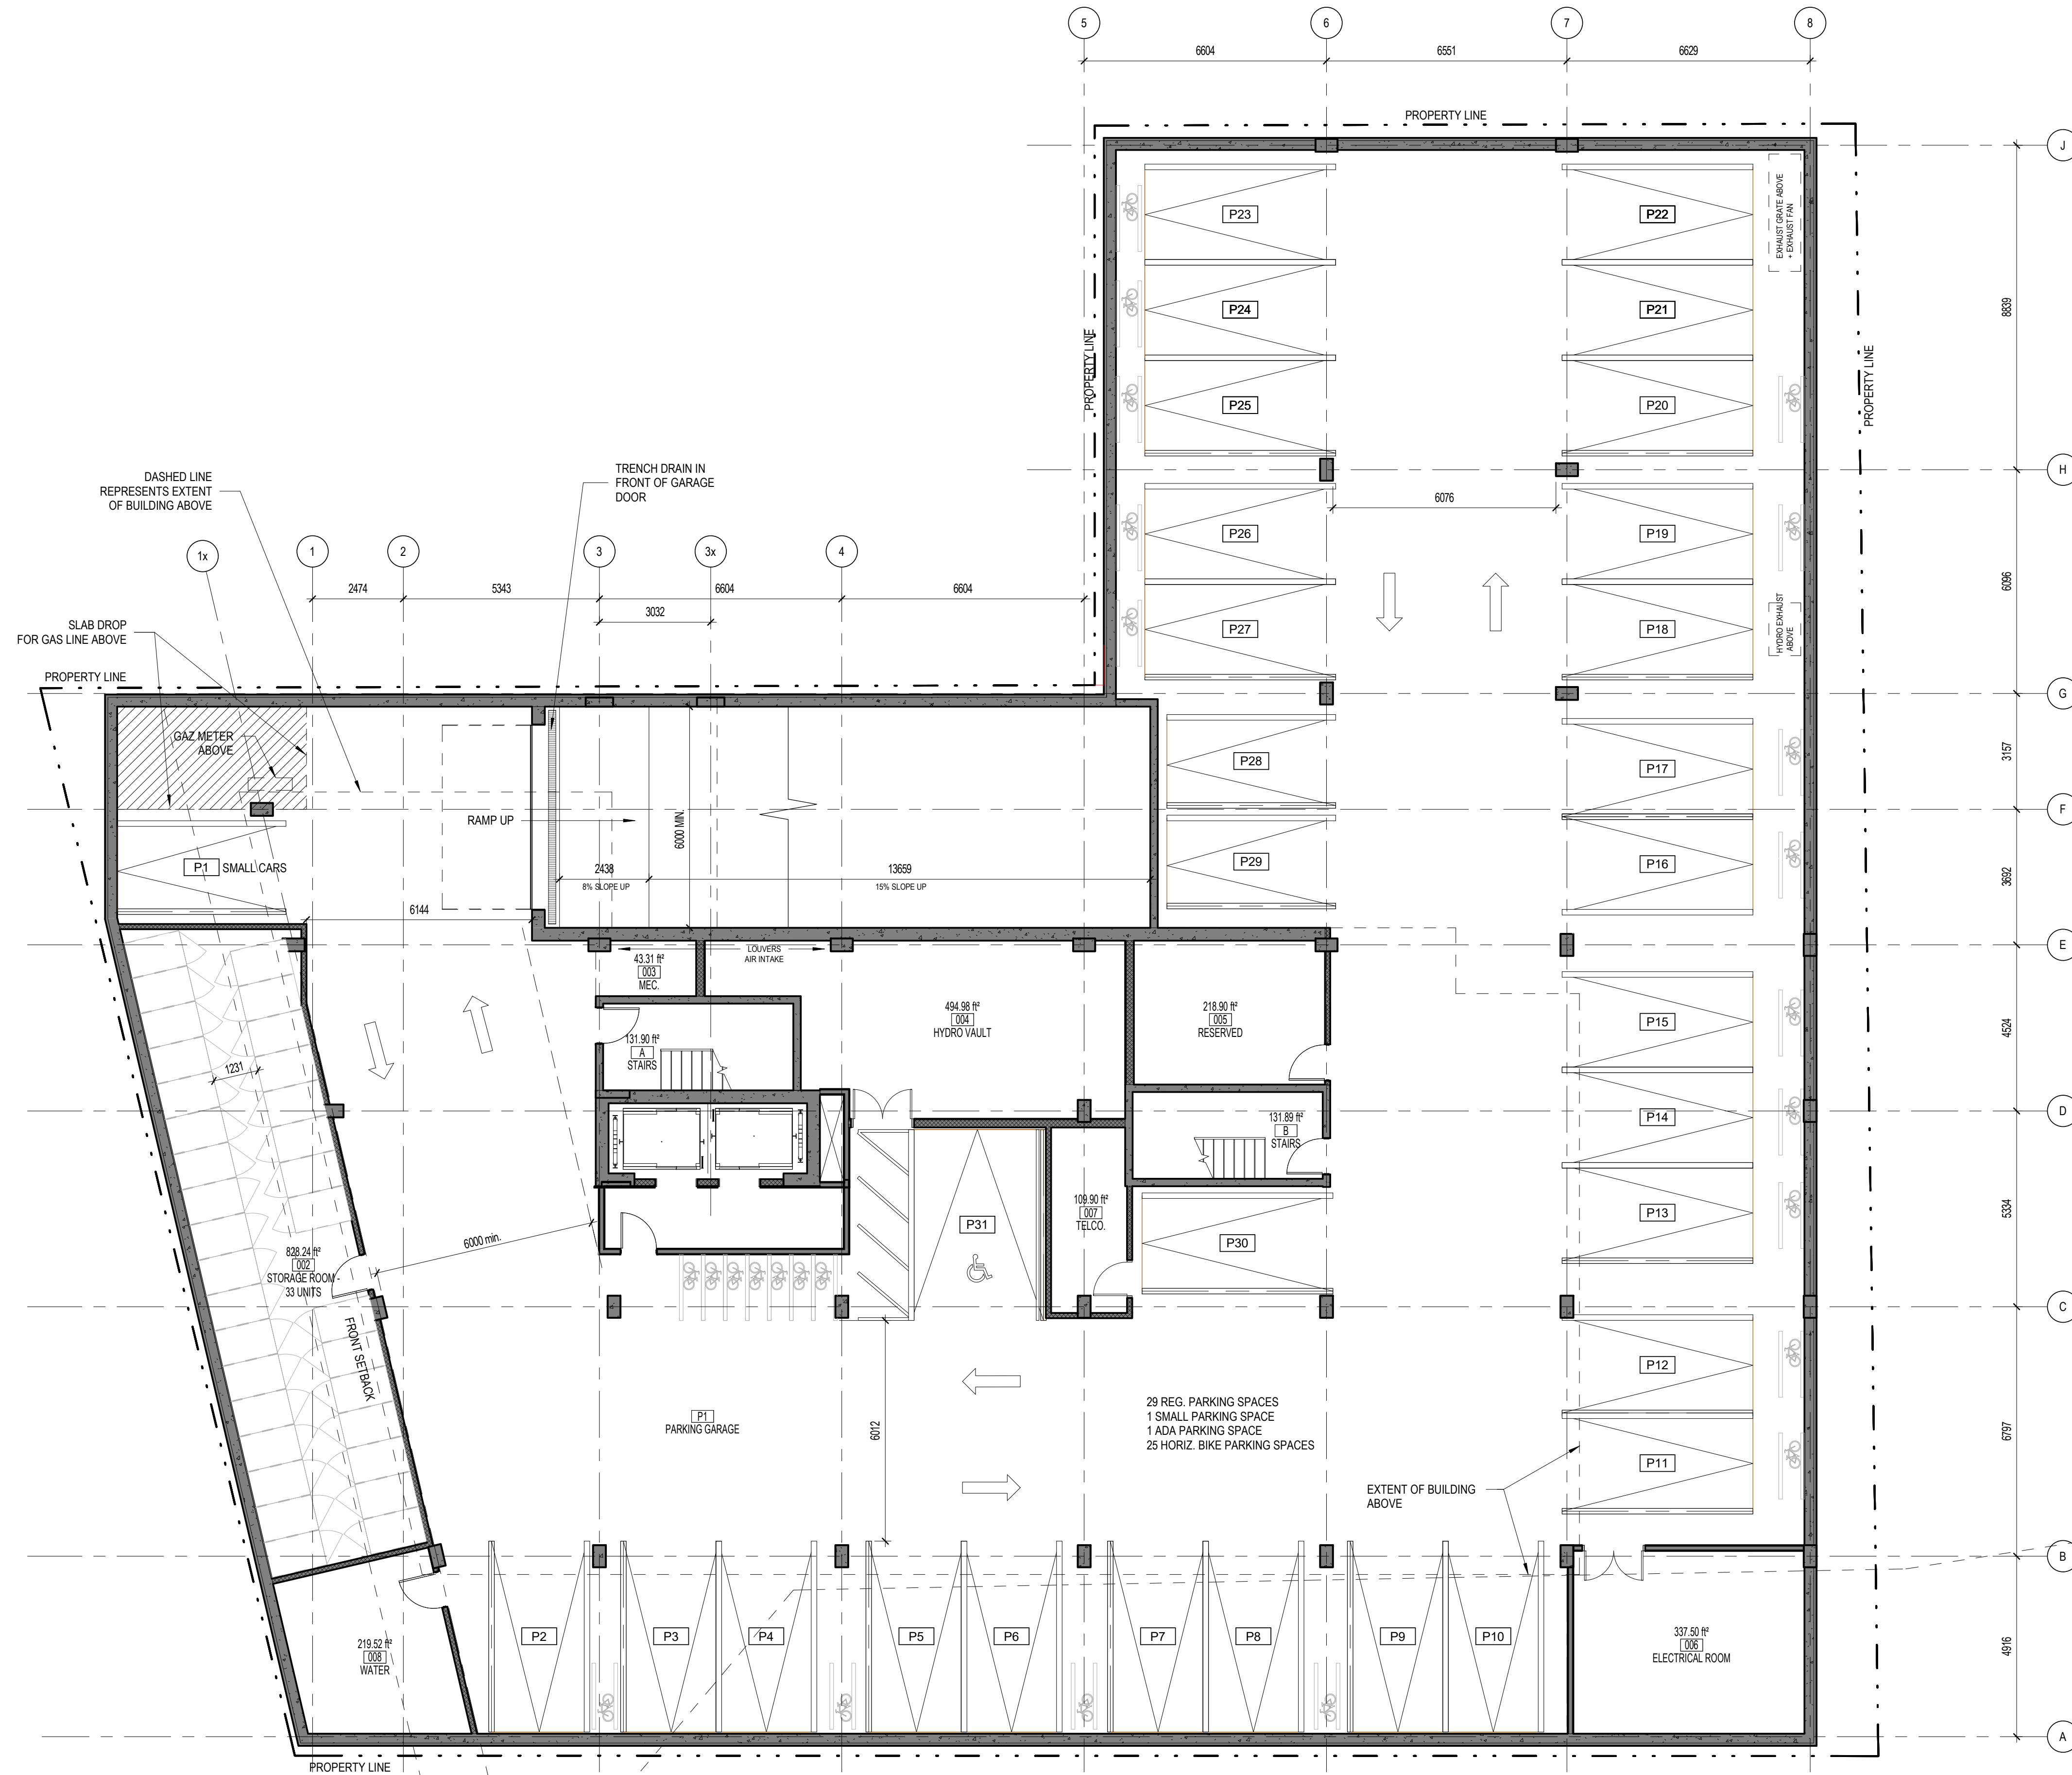 5
6
7
8
6604
6551
6629
PROPERTY LINE
J
P23
P22
EXHAUST GRATE ABOVE
+ EXHAUST FAN
P24
P21
8839
PROPERTY LINE
PROPERTY LINE
P25
P20
H
DASHED LINE
REPRESENTS EXTENT
OF BUILDING ABOVE
TRENCH DRAIN IN
FRONT OF GARAGE
DOOR
6076
P26
P19
1x
1
2
3
3x
4
2474
5343
6604
6604
3032
6096
P27
P18
HYDRO EXHAUST
ABOVE
SLAB DROP
FOR GAS LINE ABOVE
PROPERTY LINE
G
GAZ METER
ABOVE
P28
P17
3157
F
RAMP UP
6000 MIN.
P1
SMALL CARS
2438
8% SLOPE UP
13659
15% SLOPE UP
P29
P16
3692
6144
E
LOUVERS
AIR INTAKE
43.31 ft²
003
MEC.
494.98 ft²
004
HYDRO VAULT
218.90 ft²
005
RESERVED
P15
4524
131.90 ft²
A
STAIRS
1231
131.89 ft²
B
STAIRS
P14
D
109.90 ft²
007
TELCO.
P31
P30
P13
5334
6000 min.
828.24 ft²
002
STORAGE ROOM -
33 UNITS
C
FRONT SETBACK
P12
P1
PARKING GARAGE
6012
29 REG. PARKING SPACES
1 SMALL PARKING SPACE
1 ADA PARKING SPACE
25 HORIZ. BIKE PARKING SPACES
6797
P11
EXTENT OF BUILDING
ABOVE
B
219.52 ft²
008
WATER
P2
P3
P4
P5
P6
P7
P8
P9
P10
337.50 ft²
006
ELECTRICAL ROOM
4916
A
PROPERTY LINE